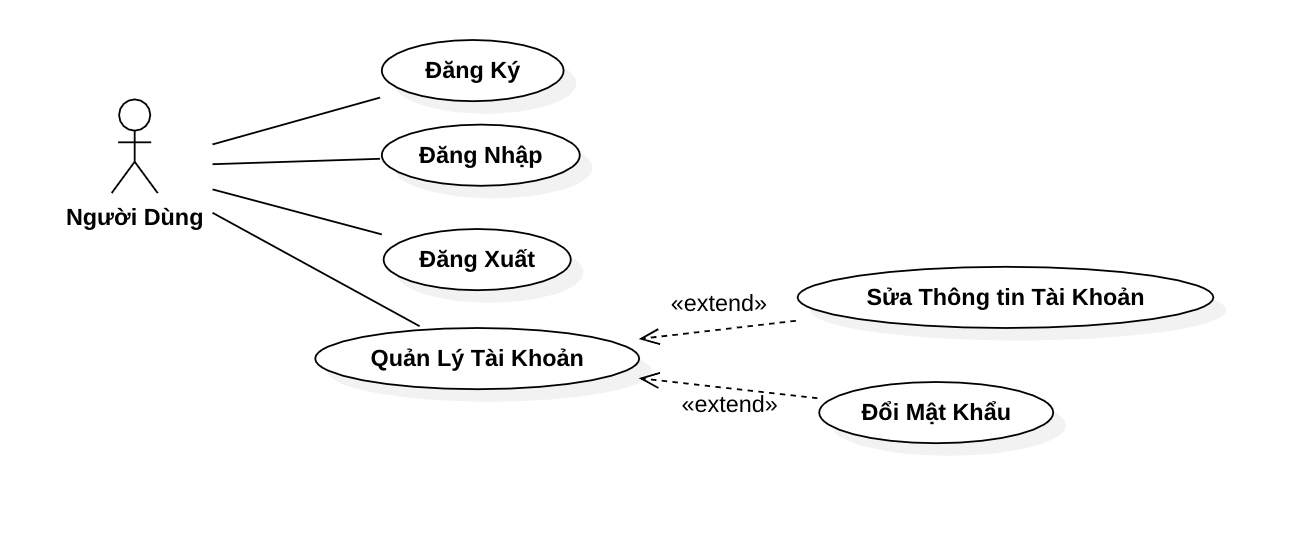 Đăng Ký
Đăng Nhập
Người Dùng
Đăng Xuất
«extend»
Sửa Thông tin Tài Khoản
Quản Lý Tài Khoản
«extend»
Đổi Mật Khẩu